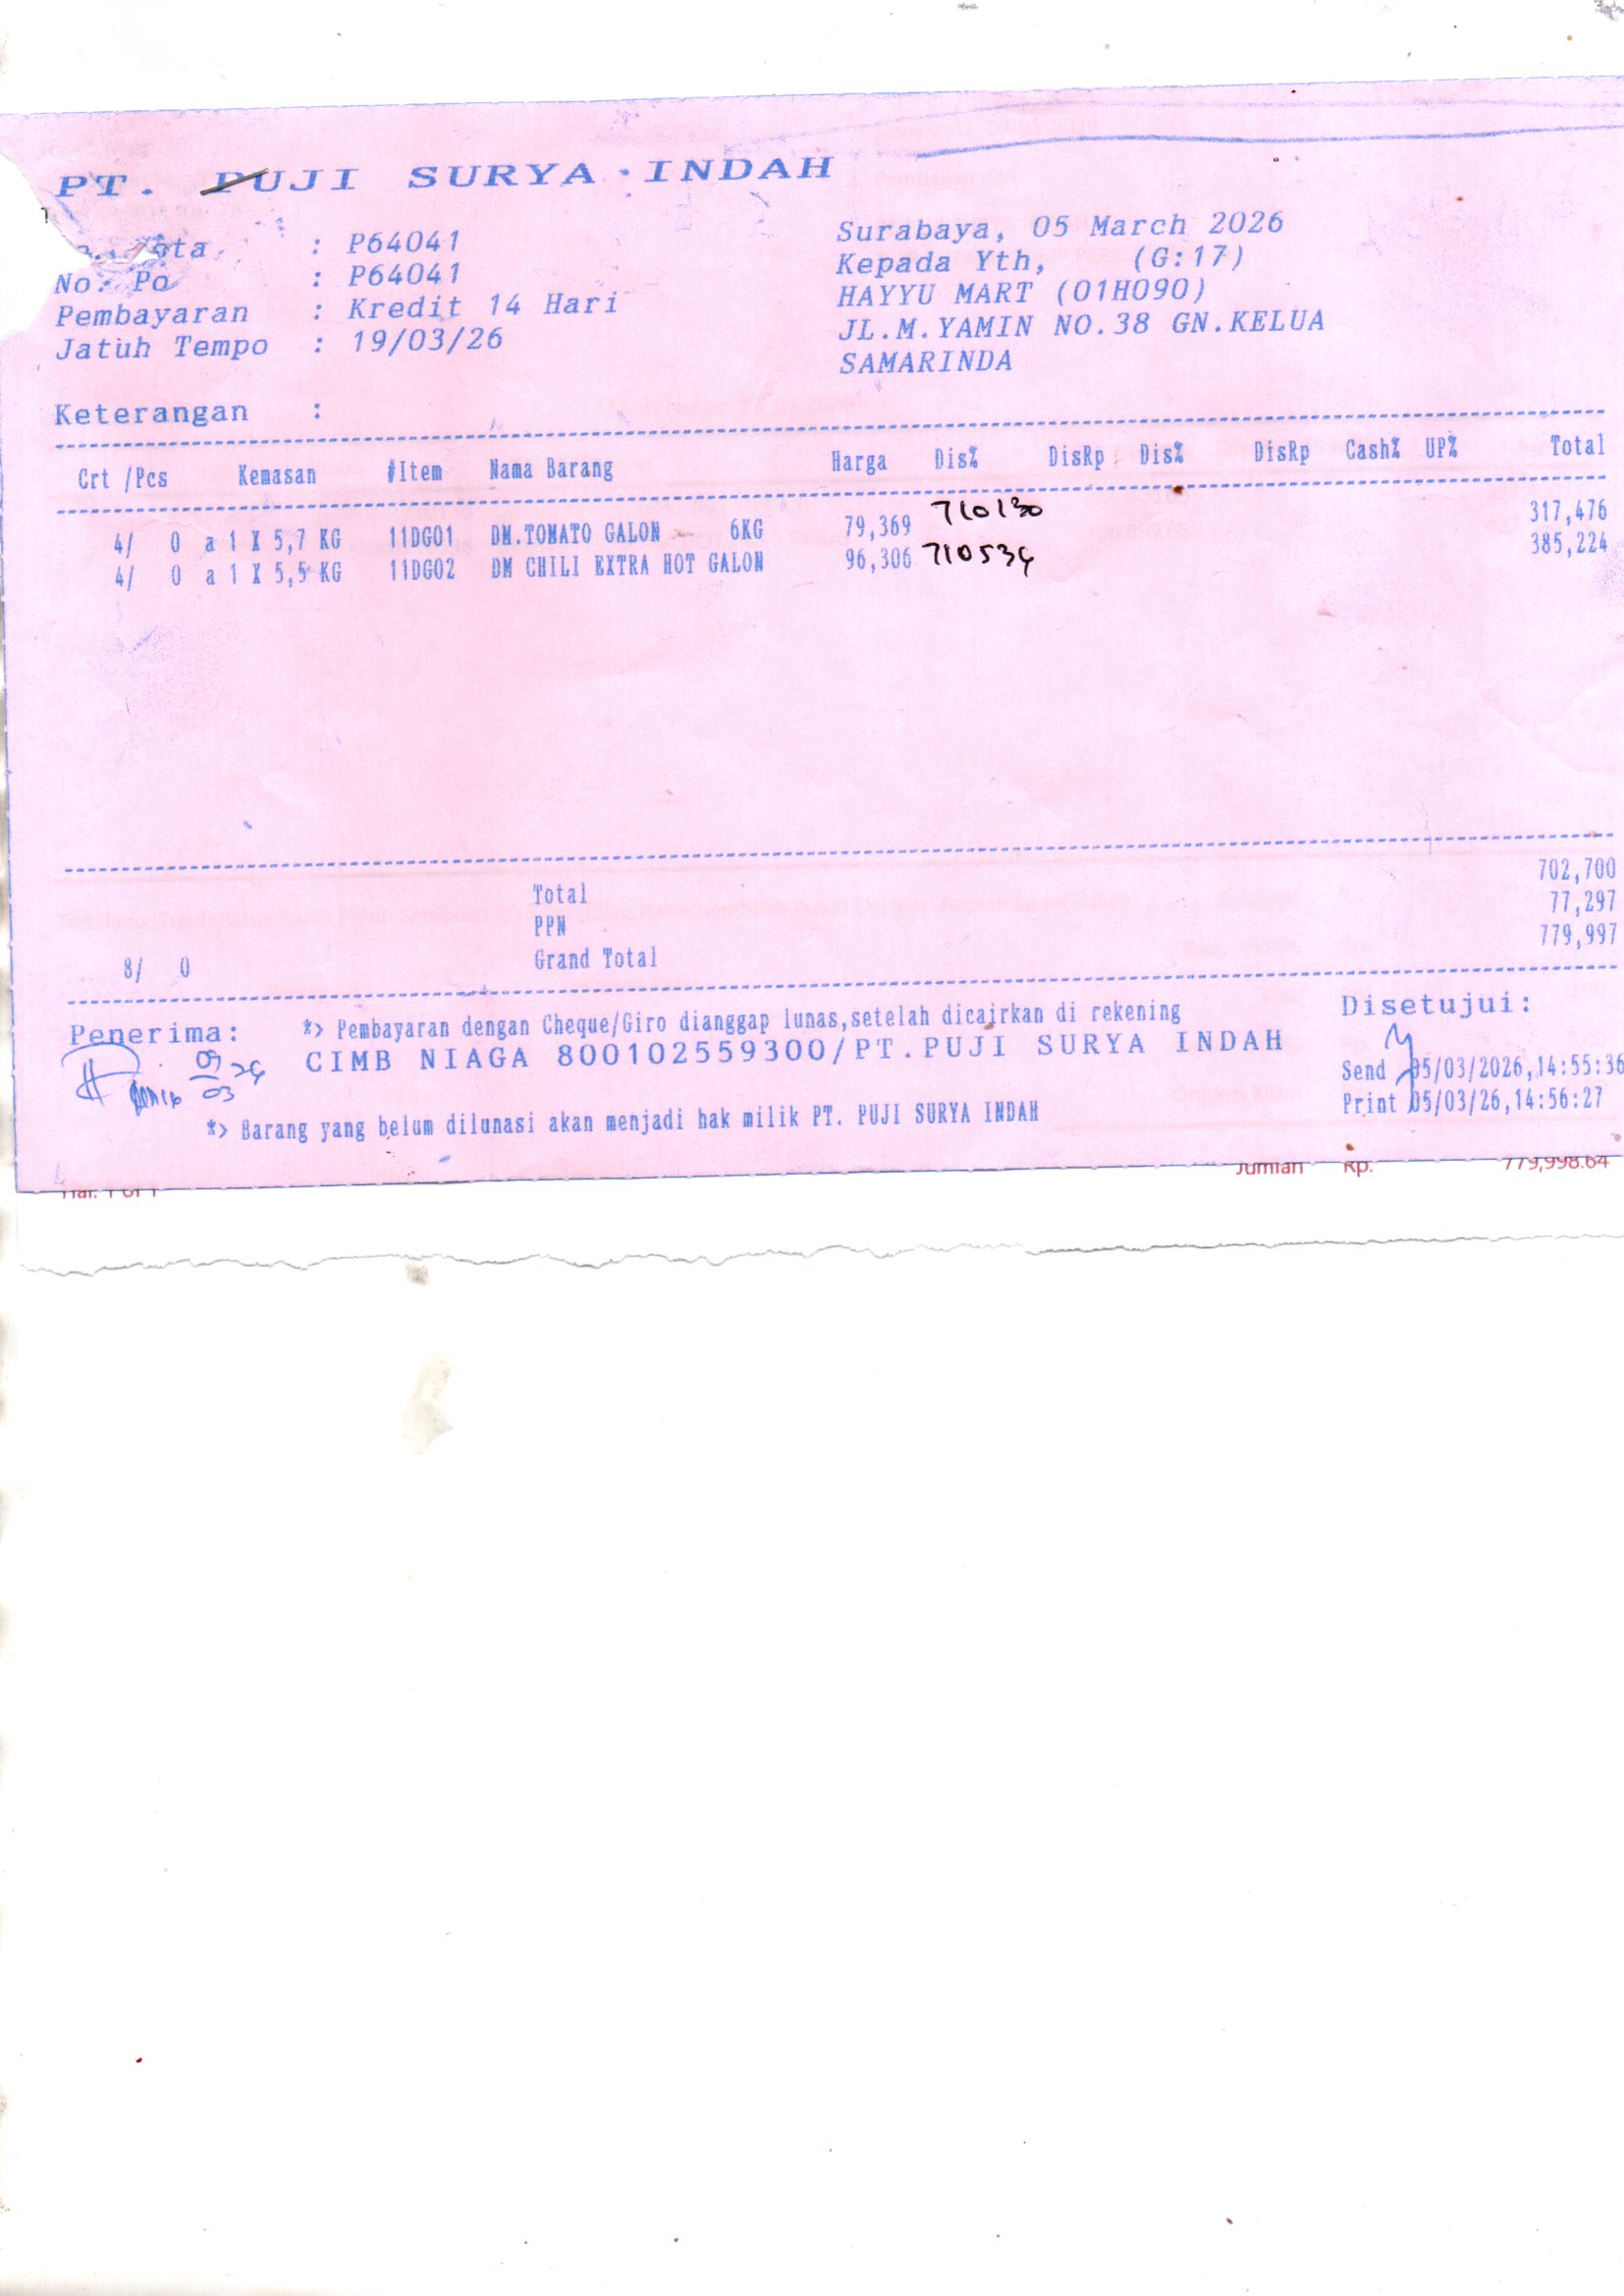 PT. PUJI SURYA INDAH
ota : P64041
No. Po : P64041
Pembayaran : Kredit 14 Hari
Jatuh Tempo : 19/03/26
Keterangan :
Surabaya, 05 March 2026
Kepada Yth, (G:17)
HAYYU MART (01H090)
JL.M.YAMIN NO.38 GN.KELUA
SAMARINDA
Crt /Pcs Kemasan #Item Nama Barang Harga Dis% DisRp Dis% DisRp Cash% UP% Total
4/ 0 a 1 X 5,7 KG 11DG01 DM.TOMATO GALON 6KG 79,369 710130 317,476
4/ 0 a 1 X 5,5 KG 11DG02 DM CHILI EXTRA HOT GALON 96,306 710534 385,224
Total 702,700
PPN 77,297
8/ 0 Grand Total 779,997
Penerima: *> Pembayaran dengan Cheque/Giro dianggap lunas,setelah dicairkan di rekening
CIMB NIAGA 800102559300/PT.PUJI SURYA INDAH
*> Barang yang belum dilunasi akan menjadi hak milik PT. PUJI SURYA INDAH
Disetujui:
Send 05/03/2026,14:55:36
Print 05/03/26,14:56:27
Hal. 1 of 1 Jumlah Rp. 779,998.64